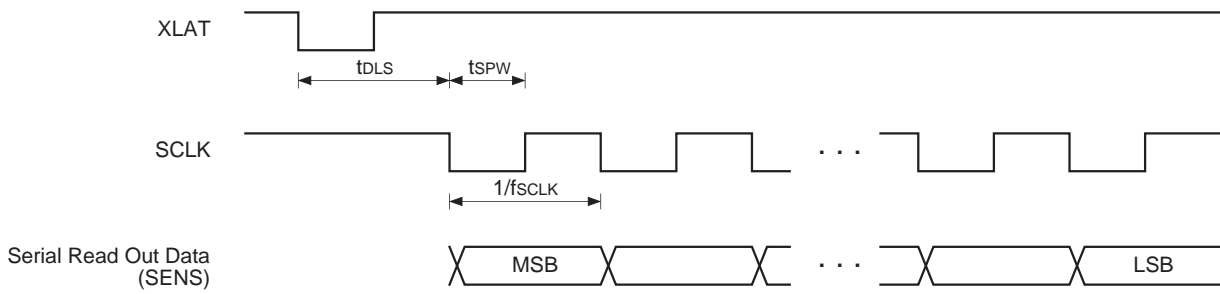 XLAT
tDLS
tSPW
SCLK
. . .
1/fSCLK
Serial Read Out Data
(SENS)
MSB
. . .
LSB